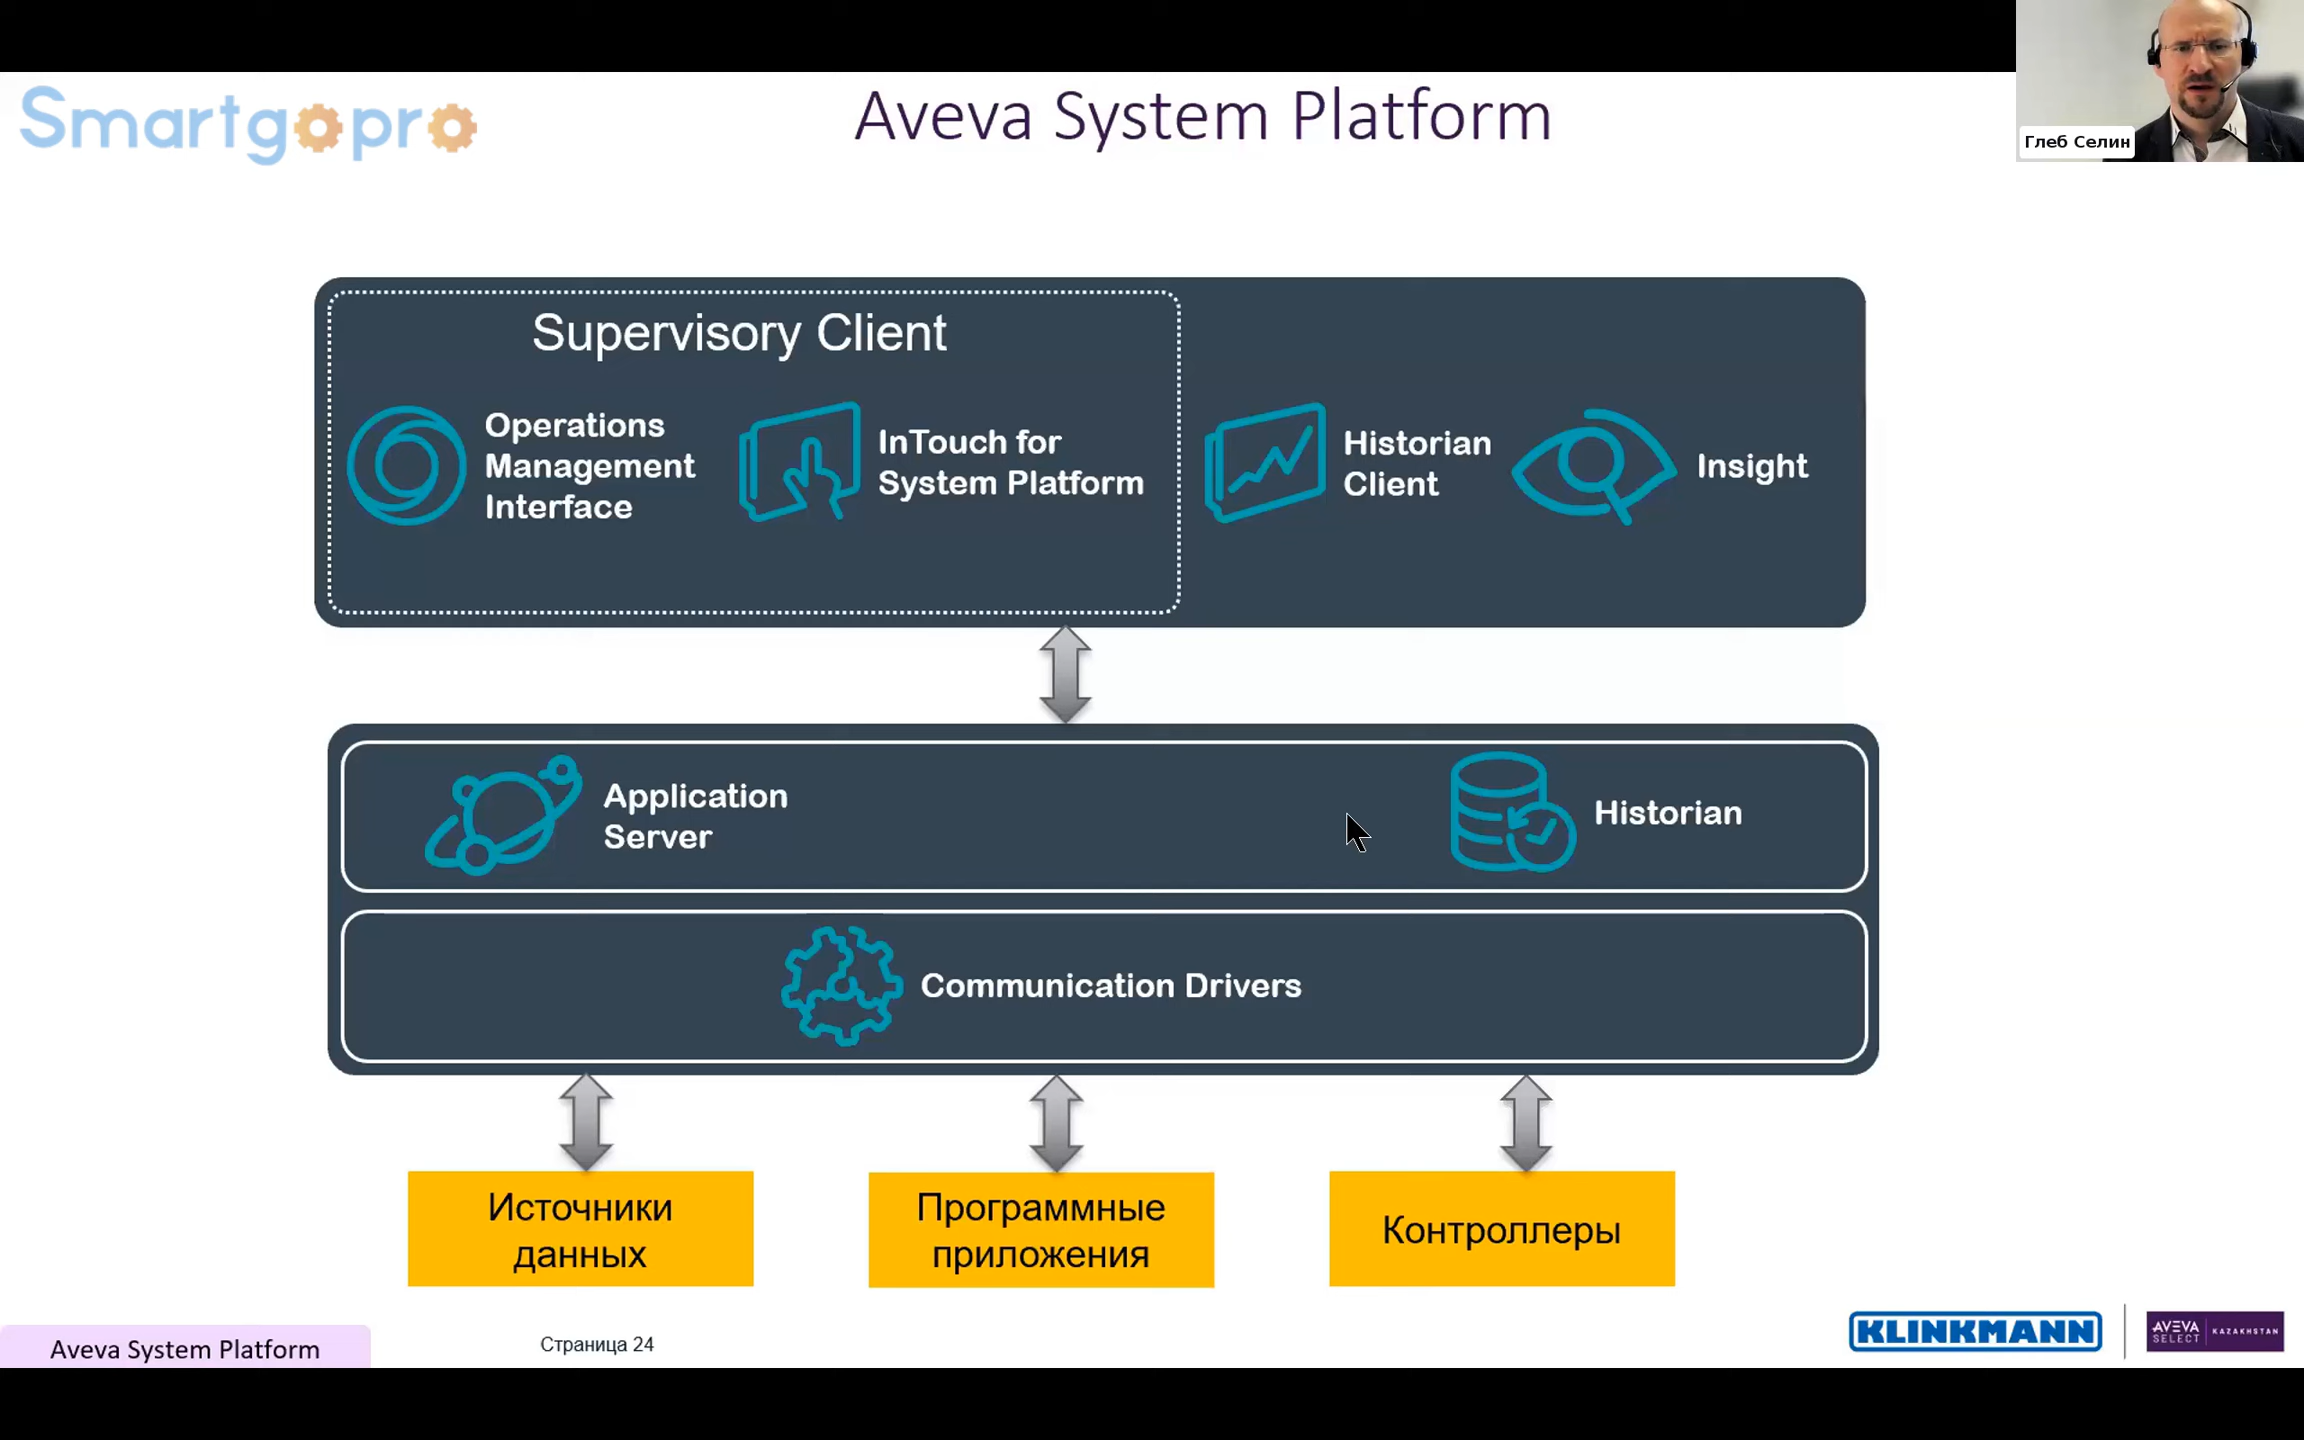 Smartgopro
Aveva System Platform
Глеб Селин
Supervisory Client
Operations
Management
Interface
InTouch for
System Platform
Historian
Client
Insight
Application
Server
Historian
Communication Drivers
Источники
данных
Программные
приложения
Контроллеры
Aveva System Platform
Страница 24
KLINKMANN
AVEVA
SELECT
KAZAKHSTAN